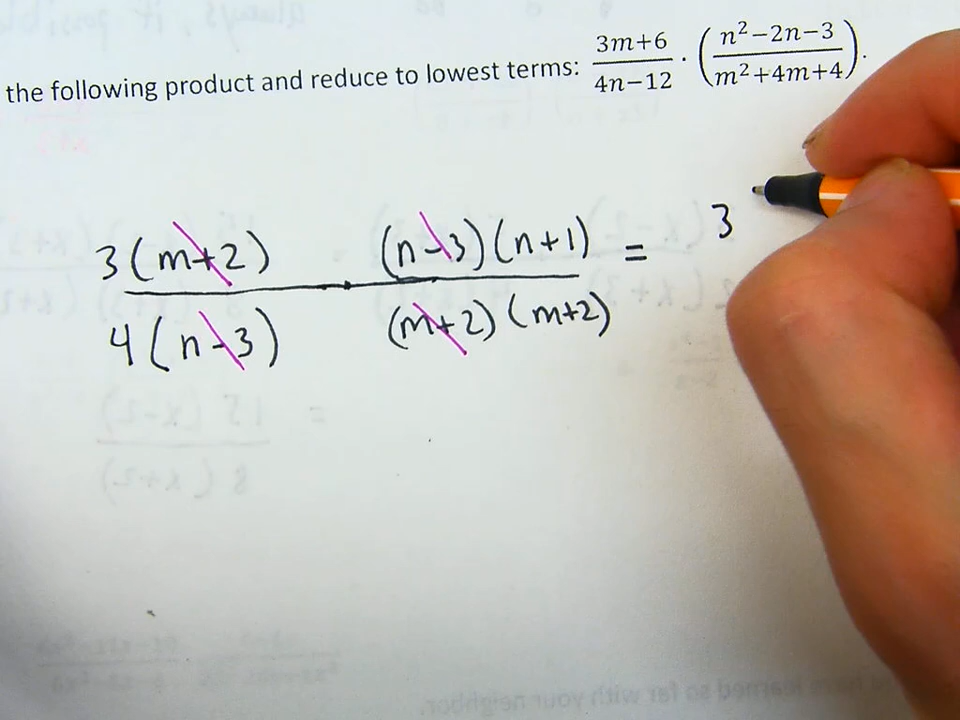 the following product and reduce to lowest terms: 3m+6/4n−12 · (n²−2n−3/m²+4m+4).
3(m+2) · (n-3)(n+1) = 3
4(n-3) (m+2)(m+2)